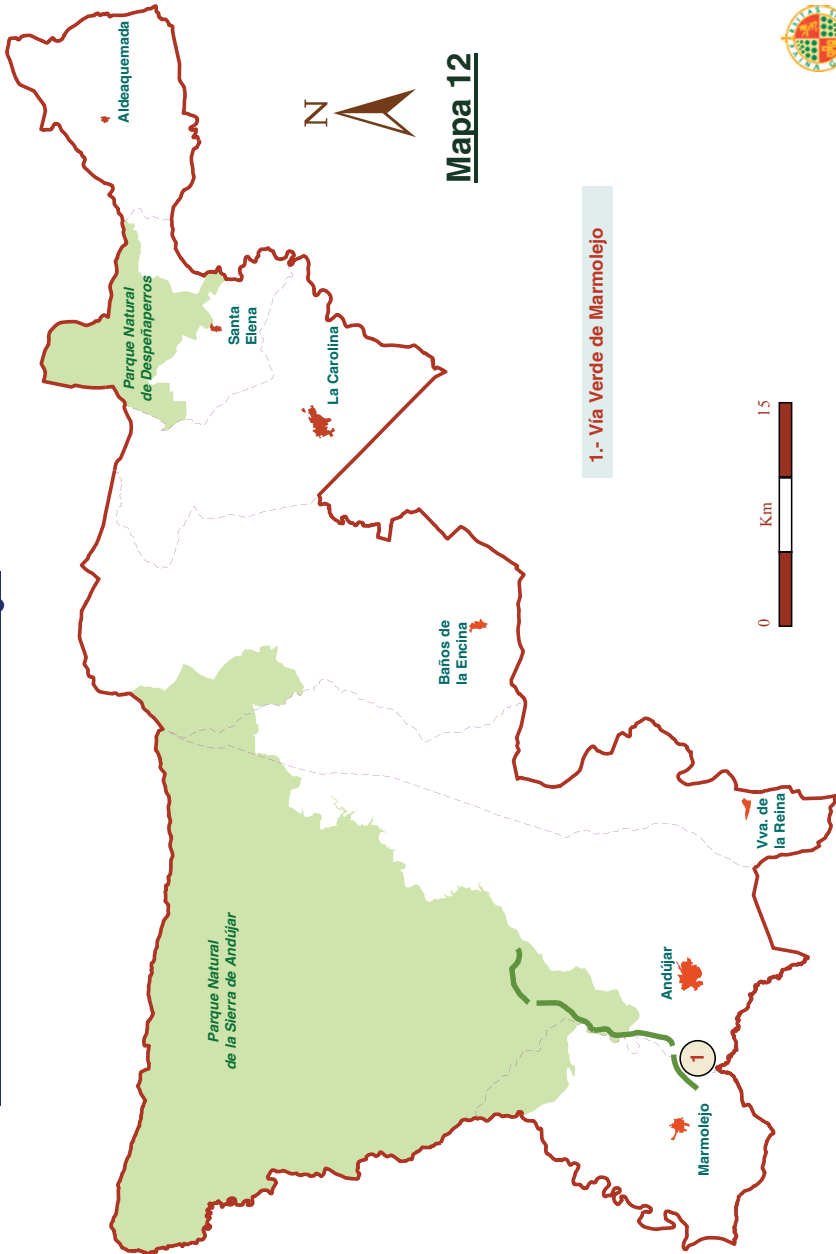 Mapa 12
N
Aldeaquemada
Parque Natural
de Despeñaperros
Santa
Elena
La Carolina
Baños de
la Encina
Parque Natural
de la Sierra de Andújar
Vva. de
la Reina
Andújar
Marmolejo
1
1.- Vía Verde de Marmolejo
0
Km
15